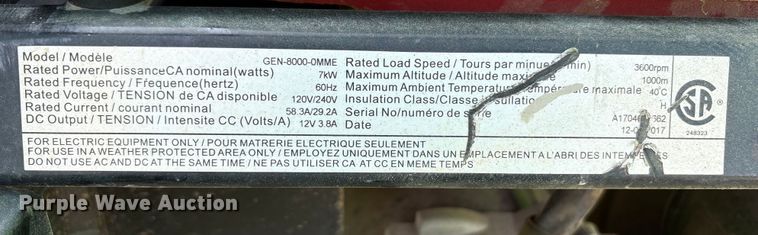 Model / Modèle GEN-8000-0MME
Rated Power/PuissanceCA nominal(watts) 7kW
Rated Frequency / Fréquence(hertz) 60Hz
Rated Voltage / TENSION de CA disponible 120V/240V
Rated Current / courant nominal 58.3A/29.2A
DC Output / TENSION / Intensite CC (Volts/A) 12V 3.8A
Rated Load Speed / Tours par minute 3600rpm
Maximum Altitude / Altitude 1000m
Maximum Ambient Temperature maximale 40°C
Insulation Class/Classe H
Serial No/numéro de
Date
SA
248323
FOR ELECTRIC EQUIPMENT ONLY / POUR MATRERIE ELECTRIQUE SEULEMENT
FOR USE IN A WEATHER PROTECTED AREA ONLY / EMPLOYEZ UNIQUEMENT DANS UN A L'ABRI DES
DO NOT USE AC AND DC AT THE SAME TIME / NE PAS UTILISER CA ET CC EN MEME TEMPS
Purple Wave Auction